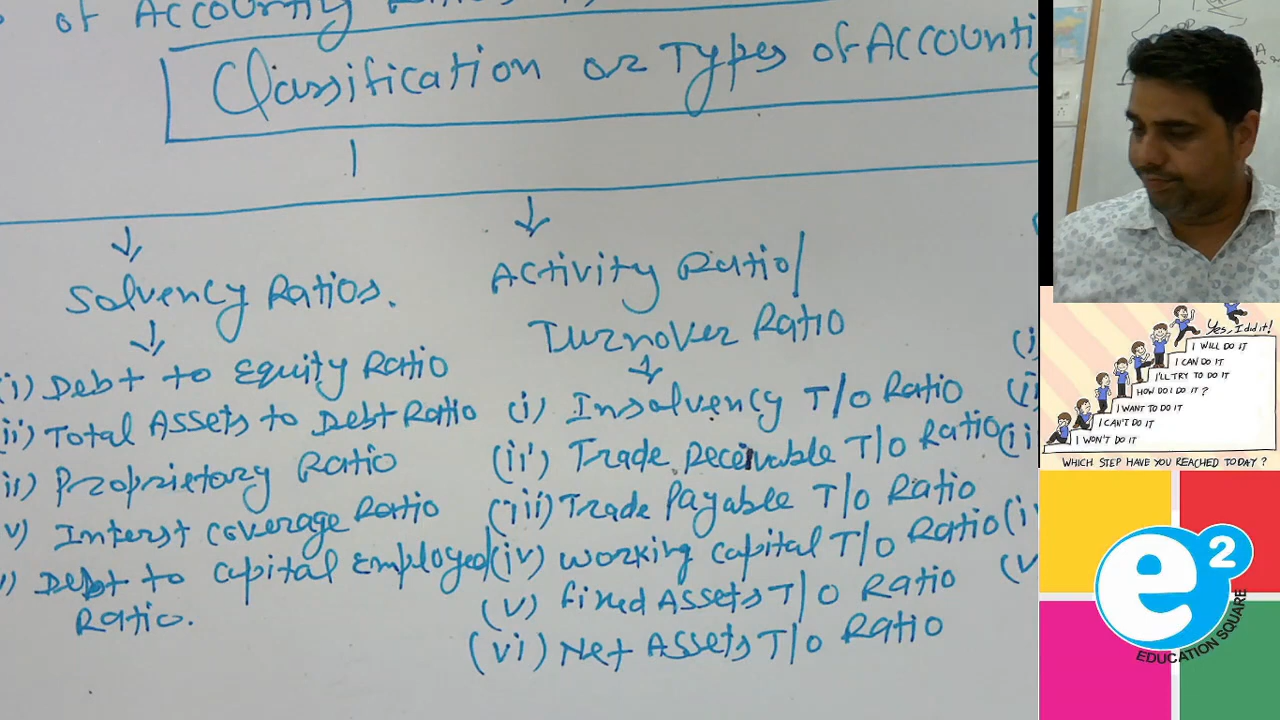 of Accounting
Classification or Types of Accounti
Solvency Ratios.
(i) Debt to Equity Ratio
ii) Total Assets to Debt Ratio
ii) Proprietory Ratio
v) Interst coverage Ratio
) Debt to capital Employed
Ratio.
Activity Ratio/
Turnover Ratio
(i) Insolvency T/o Ratio
(ii) Trade Receivable T/o Ratio
(iii) Trade Payable T/o Ratio
(iv) working capital T/o Ratio
(v) fixed Assets T/o Ratio
(vi) Net Assets T/o Ratio
(i)
(ii
(ii
(i
(v
Yes, I did it!
I WILL DO IT
I CAN DO IT
I'LL TRY TO DO IT
HOW DO I DO IT?
I WANT TO DO IT
I CAN'T DO IT
I WON'T DO IT
WHICH STEP HAVE YOU REACHED TODAY?
e2
EDUCATION SQUARE